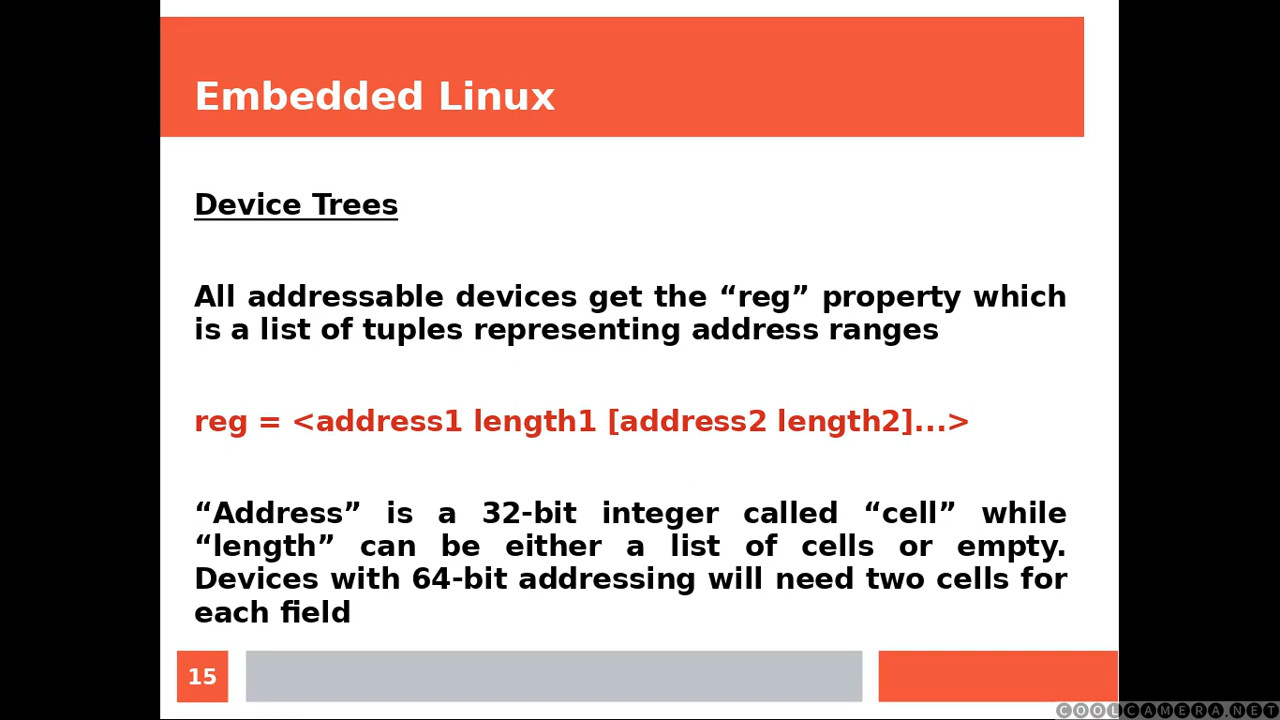 Embedded Linux
Device Trees
All addressable devices get the “reg” property which
is a list of tuples representing address ranges
reg = <address1 length1 [address2 length2]...>
“Address” is a 32-bit integer called “cell” while
“length” can be either a list of cells or empty.
Devices with 64-bit addressing will need two cells for
each field
15
COOLCAMERA.NET